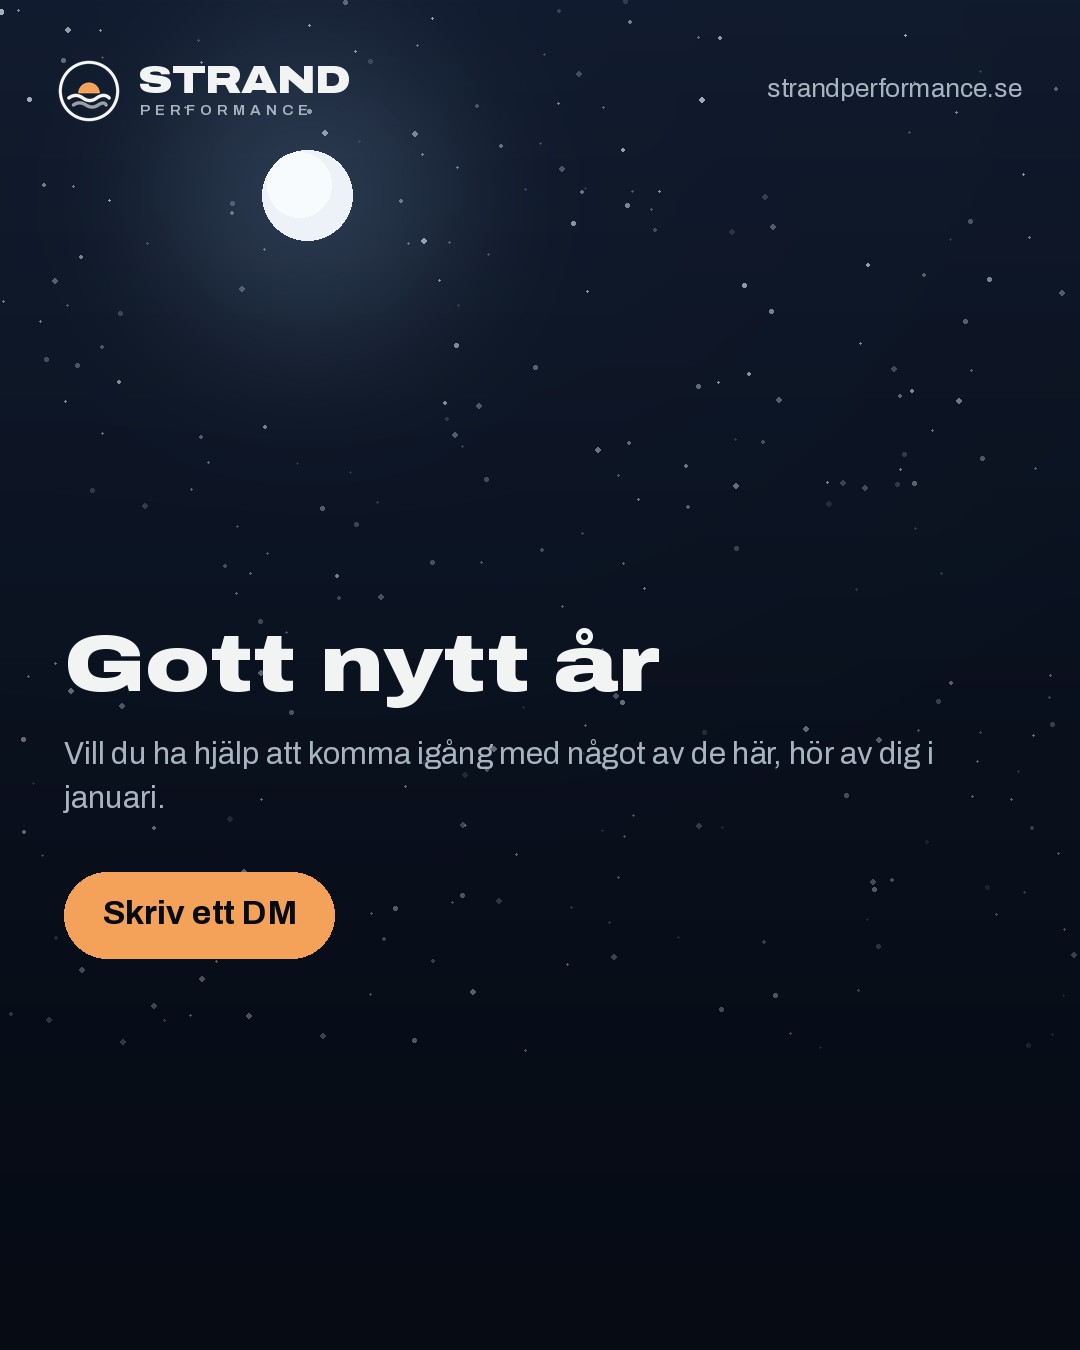 STRAND
PERFORMANCE
strandperformance.se
Gott nytt år
Vill du ha hjälp att komma igång med något av de här, hör av dig i
januari.
Skriv ett DM